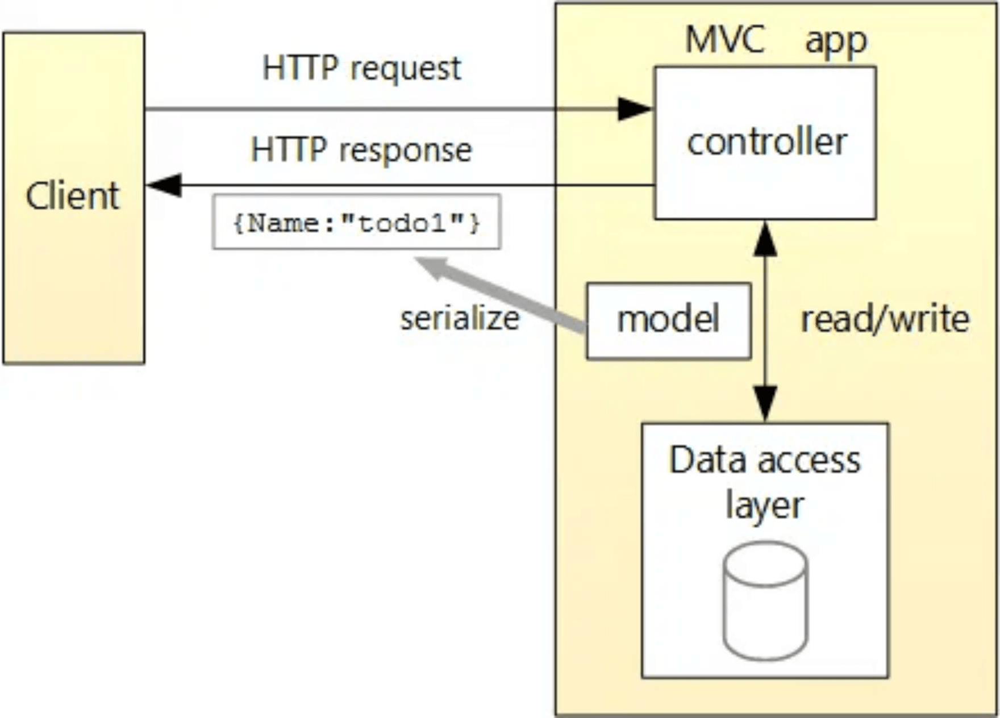 MVC app
HTTP request
controller
HTTP response
Client
{Name:"todo1"}
serialize
model
read/write
Data access
layer